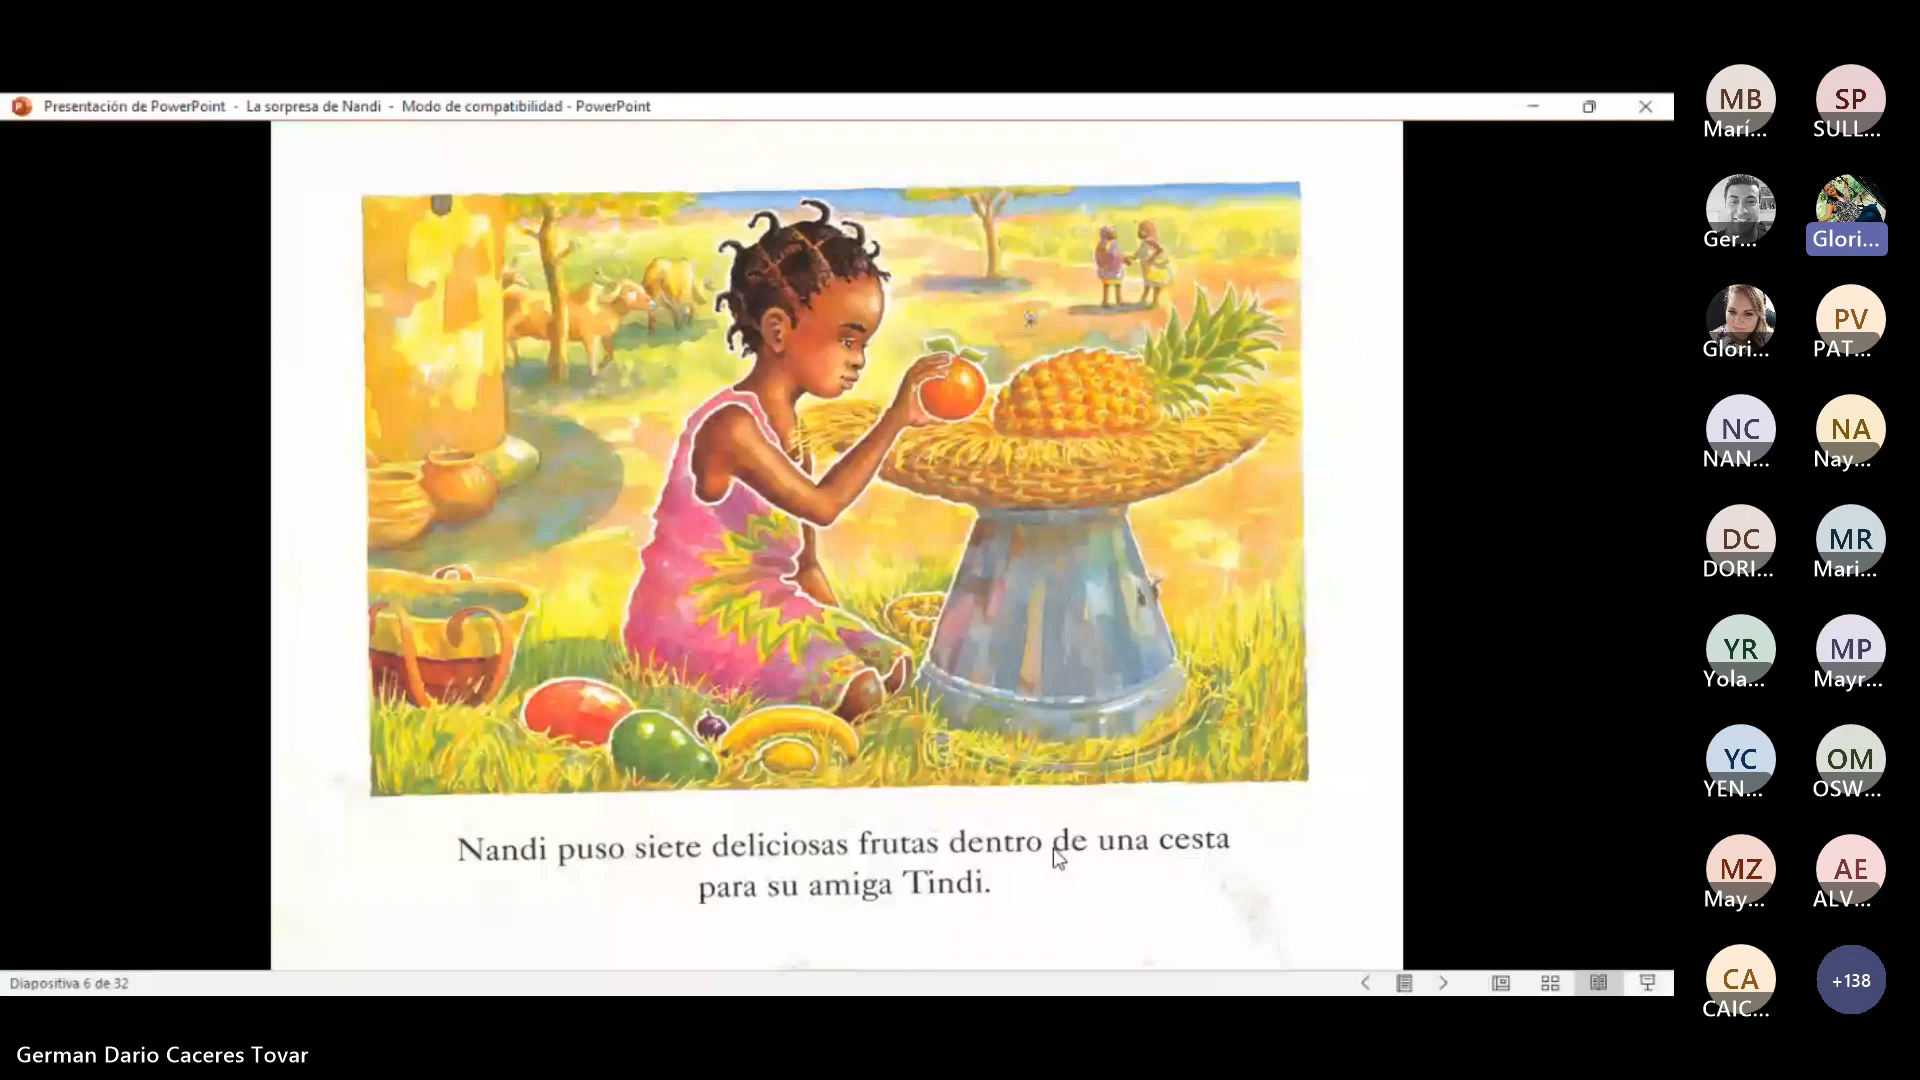 Presentación de PowerPoint - La sorpresa de Nandi - Modo de compatibilidad - PowerPoint
Nandi puso siete deliciosas frutas dentro de una cesta
para su amiga Tindi.
Diapositiva 6 de 32
German Dario Caceres Tovar
MB SP
Marí... SULL...
Ger... Glori...
PV
Glori... PAT...
NC NA
NAN... Nay...
DC MR
DORI... Mari...
YR MP
Yola... Mayr...
YC OM
YEN... OSW...
MZ AE
May... ALV...
CA +138
CAIC...